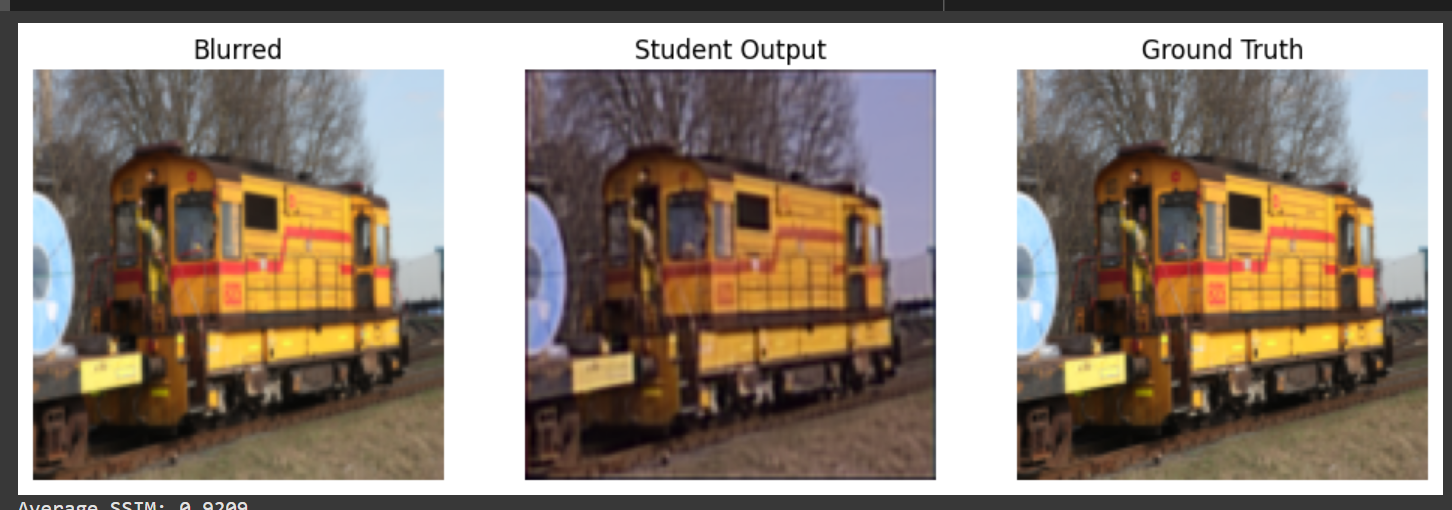 Blurred Student Output Ground Truth
Average SSIM: 0.9209